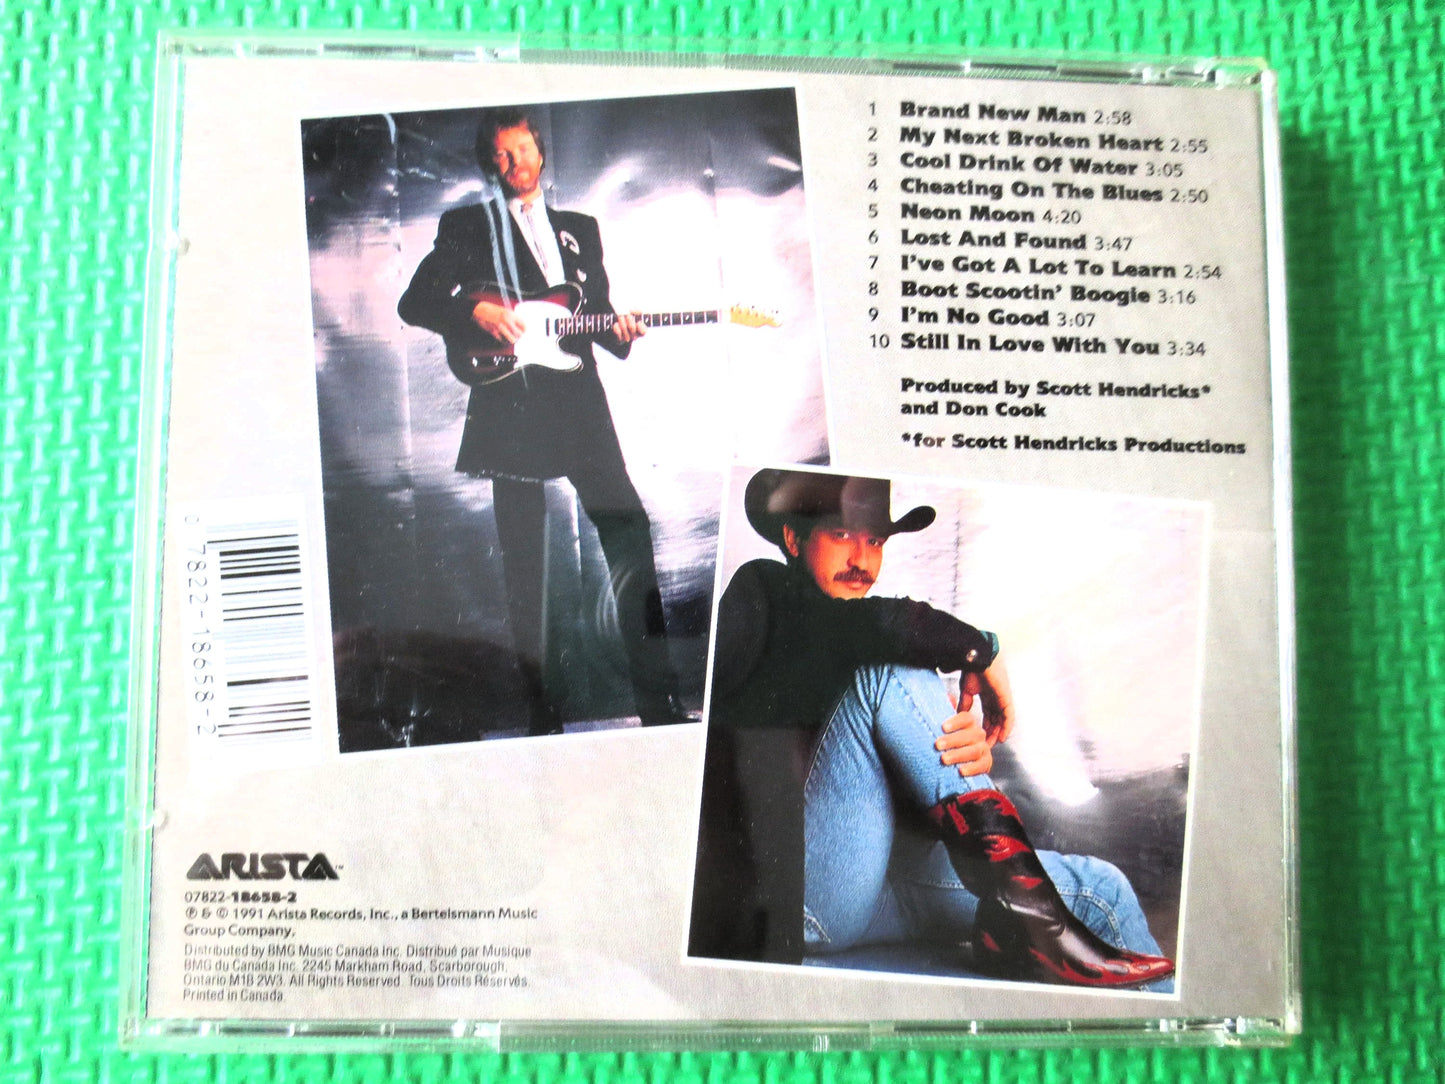 1 Brand New Man 2:58
2 My Next Broken Heart 2:55
3 Cool Drink Of Water 3:05
4 Cheating On The Blues 2:50
5 Neon Moon 4:20
6 Lost And Found 3:47
7 I've Got A Lot To Learn 2:54
8 Boot Scootin' Boogie 3:16
9 I'm No Good 3:07
10 Still In Love With You 3:34
Produced by Scott Hendricks*
and Don Cook
*for Scott Hendricks Productions
0 7822-18658-2
ARISTA™
07822-18658-2
℗ & © 1991 Arista Records, Inc., a Bertelsmann Music
Group Company,
Distributed by BMG Music Canada Inc. Distribué par Musique
BMG du Canada Inc. 2245 Markham Road, Scarborough,
Ontario M1B 2W3. All Rights Reserved. Tous Droits Réservés.
Printed in Canada.